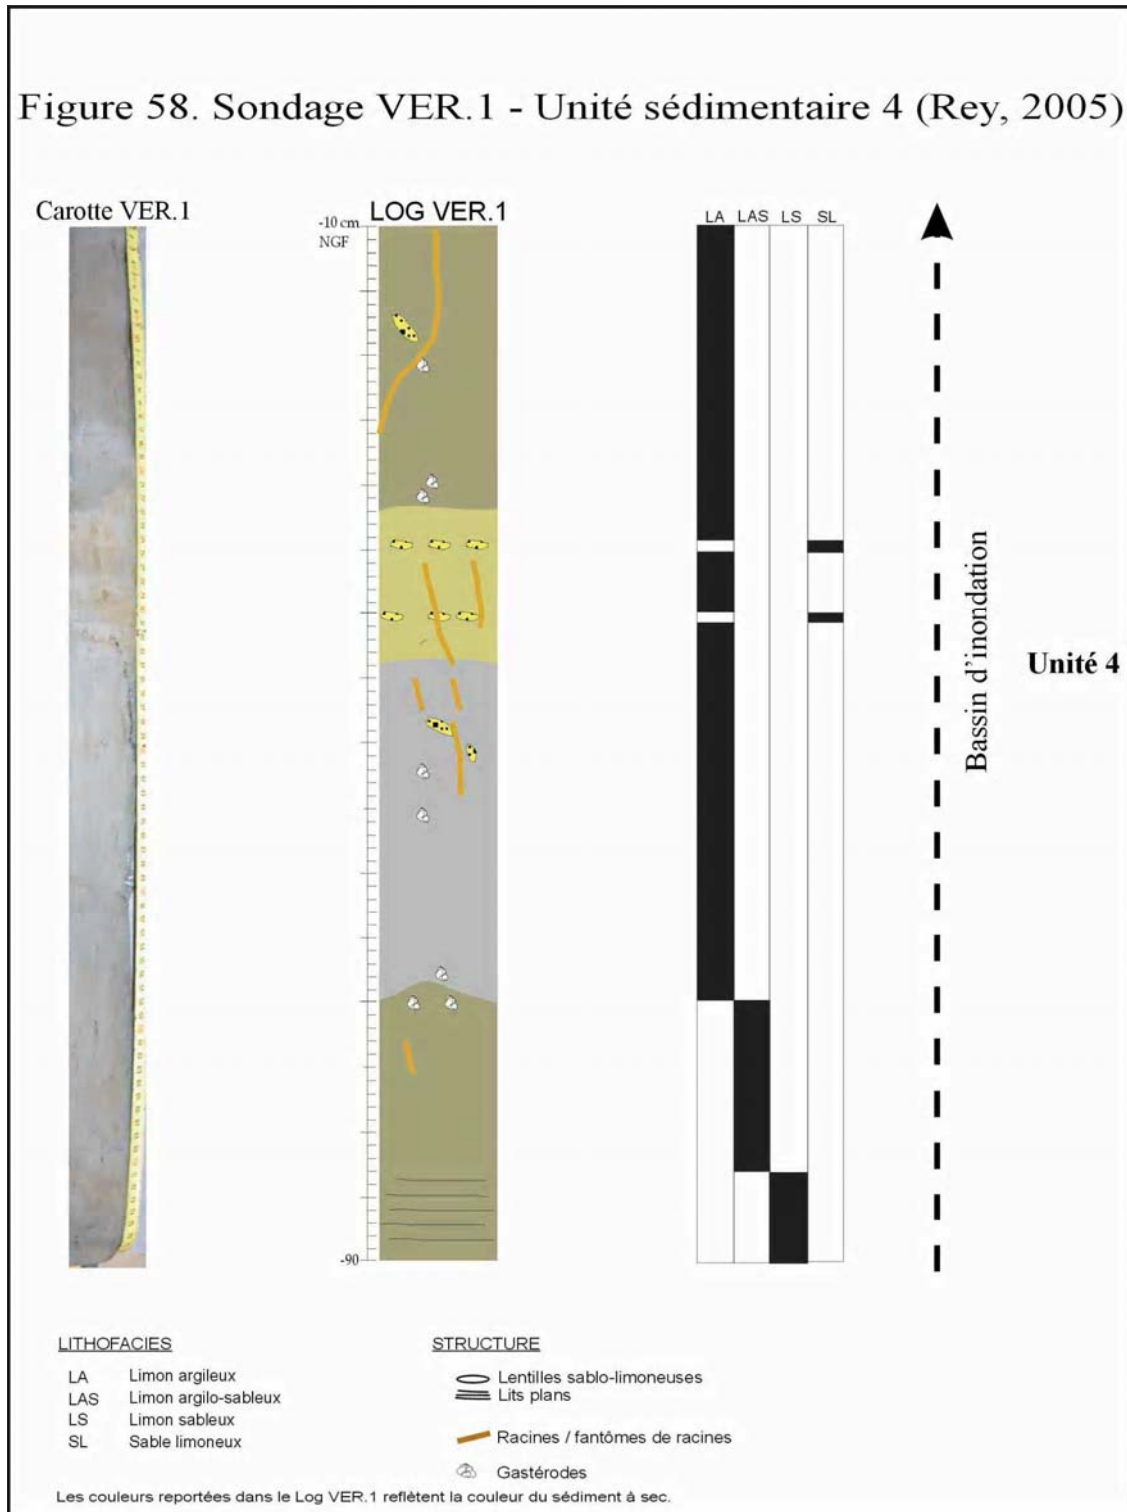 Figure 58. Sondage VER.1 - Unité sédimentaire 4 (Rey, 2005)
Carotte VER.1
LOG VER.1
-10 cm
NGF
-90
LA LAS LS SL
Bassin d'inondation
Unité 4
LITHOFACIES
LA Limon argileux
LAS Limon argilo-sableux
LS Limon sableux
SL Sable limoneux
STRUCTURE
Lentilles sablo-limoneuses
Lits plans
Racines / fantômes de racines
Gastérodes
Les couleurs reportées dans le Log VER.1 reflètent la couleur du sédiment à sec.